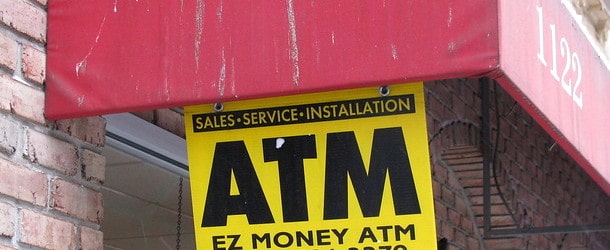 1122
SALES•SERVICE•INSTALLATION
ATM
EZ MONEY ATM